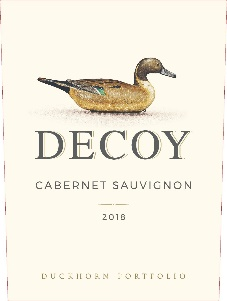 DECOY
CABERNET SAUVIGNON
2018
DUCKHORN PORTFOLIO